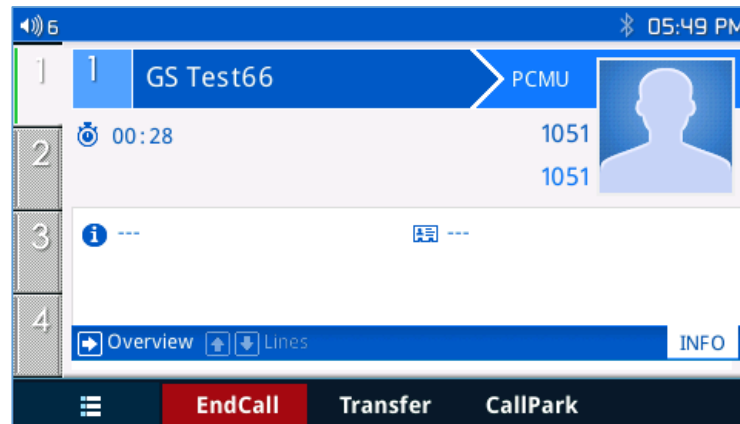 6 05:49 PM
1 1 GS Test66 PCMU
00:28 1051
2 1051
3 --- ---
4
Overview Lines
INFO
EndCall Transfer CallPark